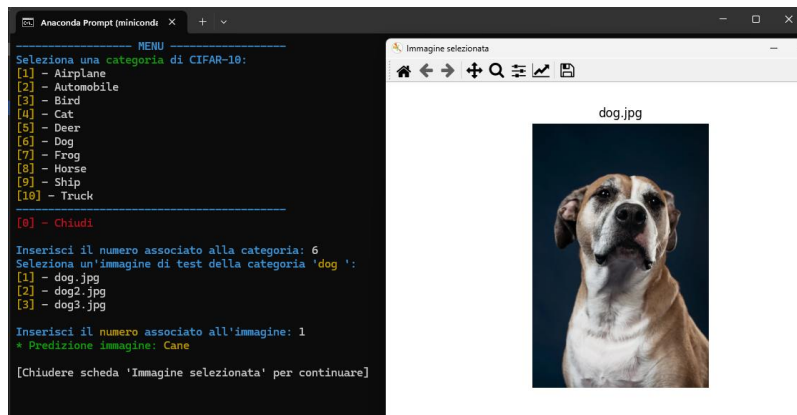 Anaconda Prompt (miniconda
------------------ MENU ------------------
Seleziona una categoria di CIFAR-10:
[1] - Airplane
[2] - Automobile
[3] - Bird
[4] - Cat
[5] - Deer
[6] - Dog
[7] - Frog
[8] - Horse
[9] - Ship
[10] - Truck
------------------------------------------
[0] - Chiudi
Inserisci il numero associato alla categoria: 6
Seleziona un'immagine di test della categoria 'dog ':
[1] - dog.jpg
[2] - dog2.jpg
[3] - dog3.jpg
Inserisci il numero associato all'immagine: 1
* Predizione immagine: Cane
[Chiudere scheda 'Immagine selezionata' per continuare]
Immagine selezionata
dog.jpg